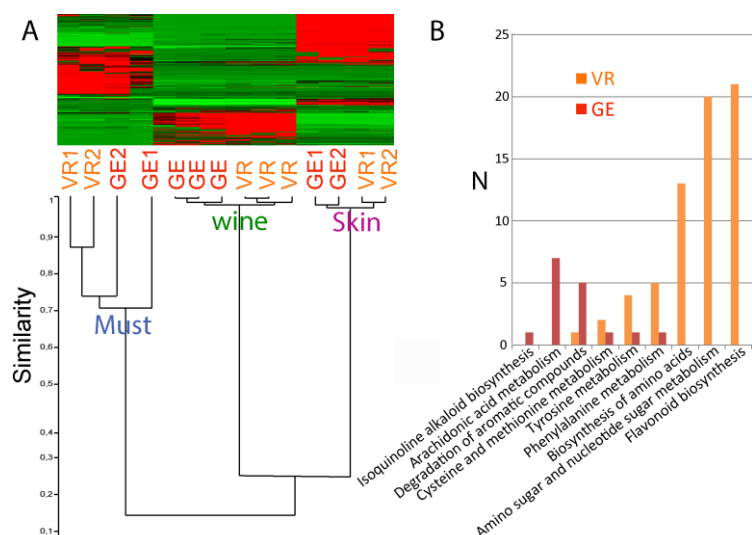 A
VR1
VR2
GE2
GE1
GE
GE
GE
VR
VR
VR
GE1
GE2
VR1
VR2
wine
Skin
Must
Similarity
1
0,9
0,8
0,7
0,6
0,5
0,4
0,3
0,2
0,1
B
VR
GE
N
25
20
15
10
5
0
Isoquinoline alkaloid biosynthesis
Arachidonic acid metabolism
Degradation of aromatic compounds
Cysteine and methionine metabolism
Tyrosine metabolism
Phenylalanine metabolism
Biosynthesis of amino acids
Amino sugar and nucleotide sugar metabolism
Flavonoid biosynthesis